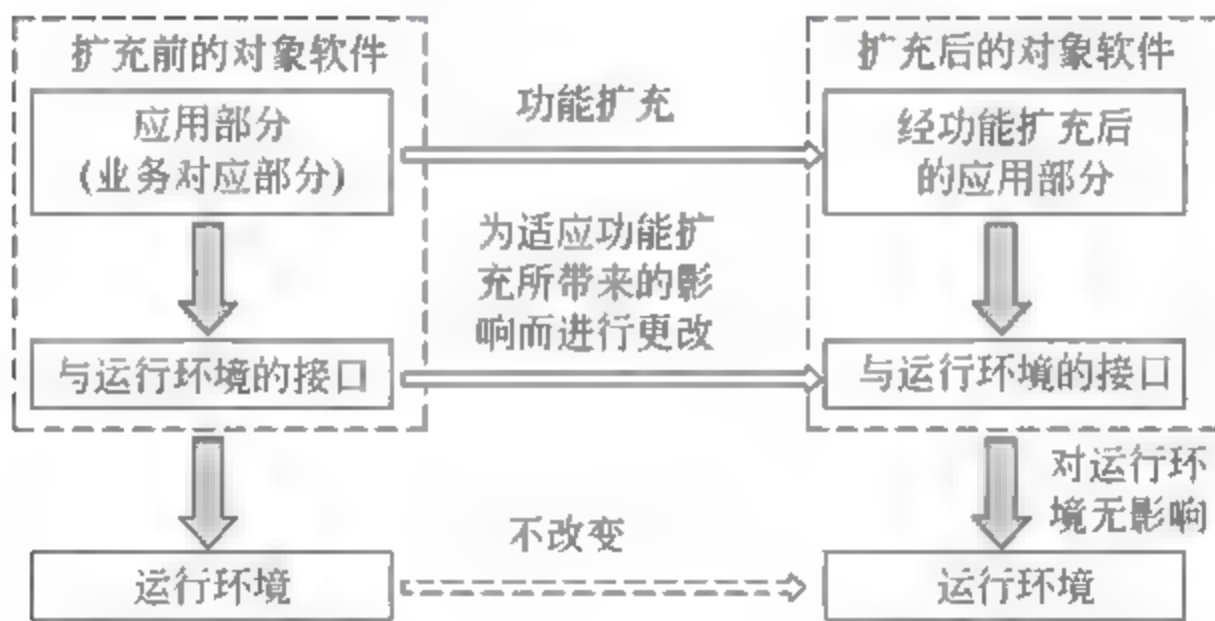 扩充前的对象软件
扩充后的对象软件
应用部分
(业务对应部分)
功能扩充
经功能扩充后
的应用部分
为适应功能扩
充所带来的影
响而进行更改
与运行环境的接口
与运行环境的接口
对运行环
境无影响
不改变
运行环境
运行环境